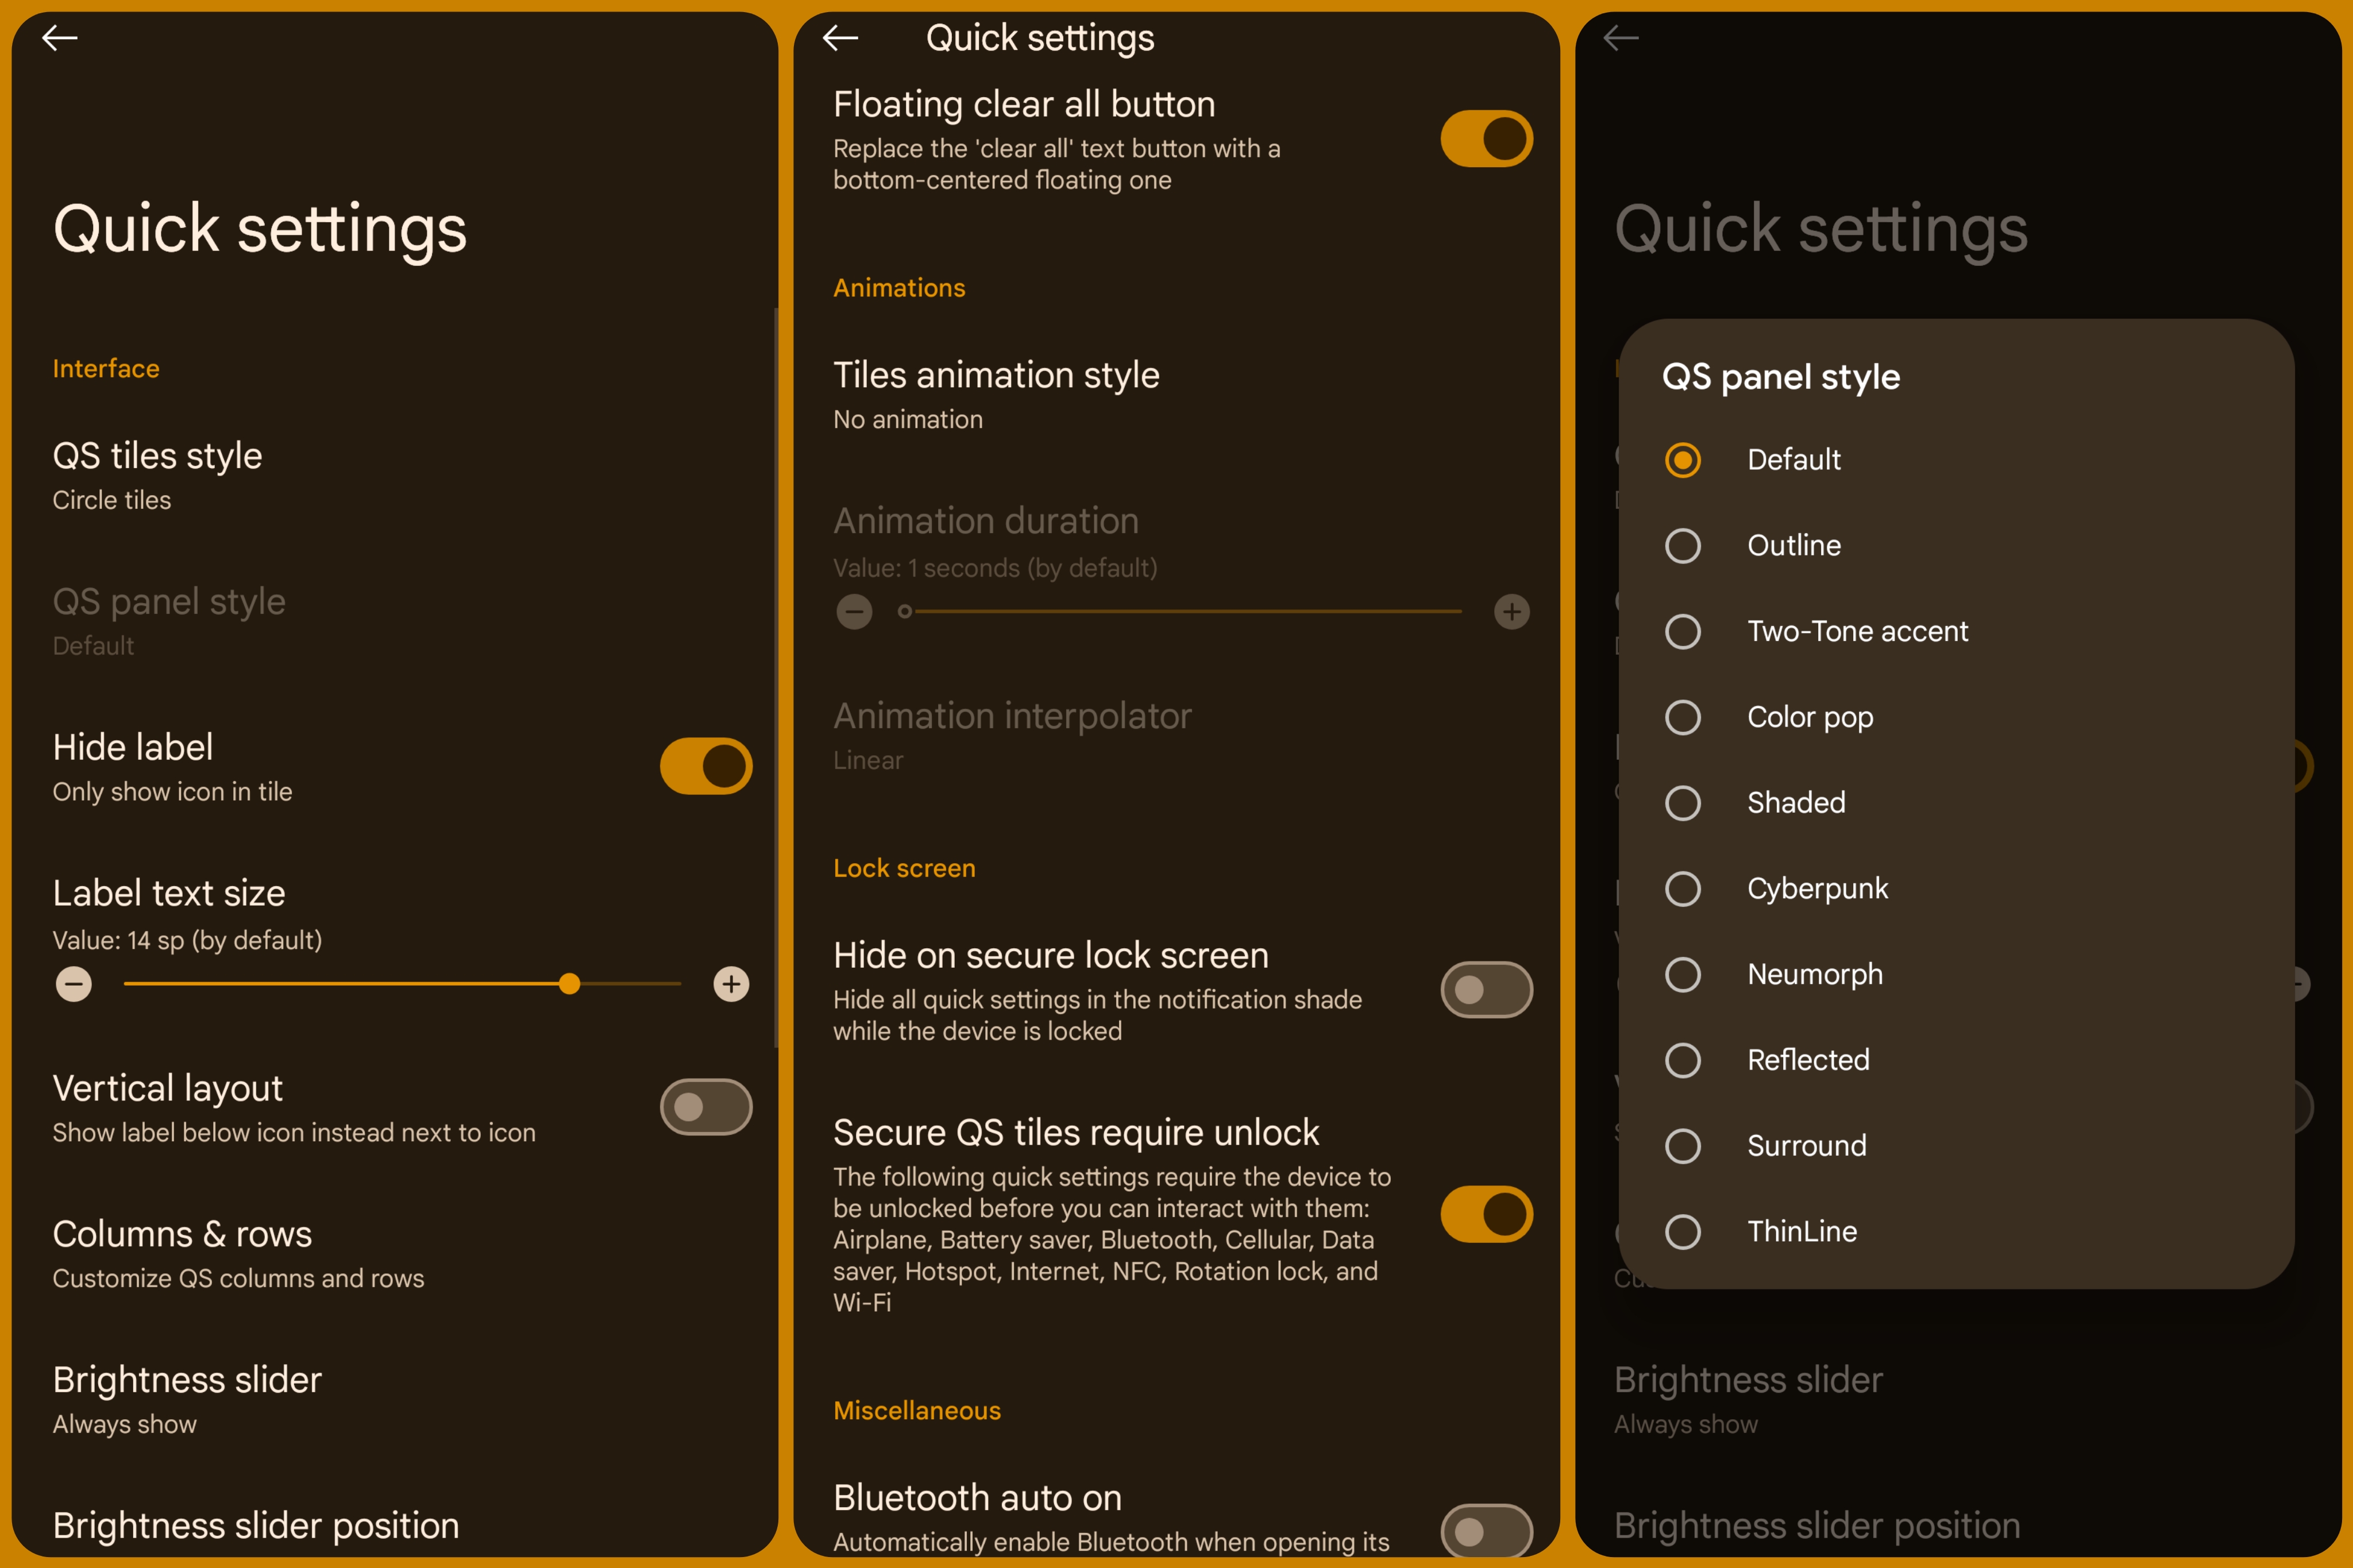 Quick settings
Interface
QS tiles style
Circle tiles
QS panel style
Default
Hide label
Only show icon in tile
Label text size
Value: 14 sp (by default)
Vertical layout
Show label below icon instead next to icon
Columns & rows
Customize QS columns and rows
Brightness slider
Always show
Brightness slider position
Quick settings
Floating clear all button
Replace the 'clear all' text button with a
bottom-centered floating one
Animations
Tiles animation style
No animation
Animation duration
Value: 1 seconds (by default)
Animation interpolator
Linear
Lock screen
Hide on secure lock screen
Hide all quick settings in the notification shade
while the device is locked
Secure QS tiles require unlock
The following quick settings require the device to
be unlocked before you can interact with them:
Airplane, Battery saver, Bluetooth, Cellular, Data
saver, Hotspot, Internet, NFC, Rotation lock, and
Wi-Fi
Miscellaneous
Bluetooth auto on
Automatically enable Bluetooth when opening its
Quick settings
QS panel style
Default
Outline
Two-Tone accent
Color pop
Shaded
Cyberpunk
Neumorph
Reflected
Surround
ThinLine
Brightness slider
Always show
Brightness slider position